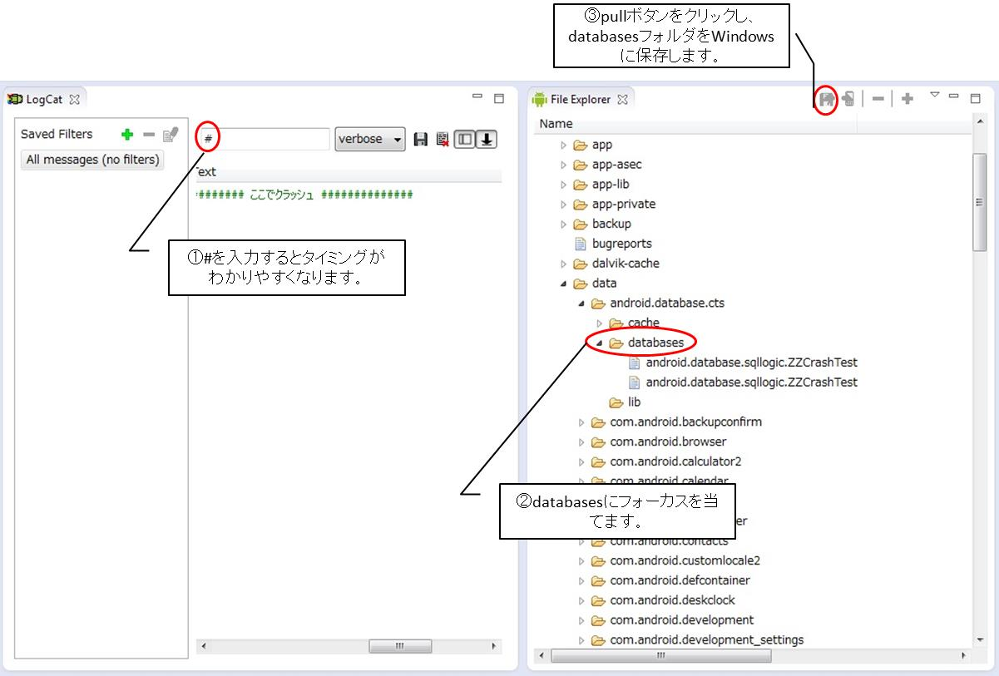 ③pullボタンをクリックし、
databasesフォルダをWindows
に保存します。
LogCat
Saved Filters
All messages (no filters)
#
verbose
Text
####### ここでクラッシュ ##############
①#を入力するとタイミングが
わかりやすくなります。
File Explorer
Name
app
app-asec
app-lib
app-private
backup
bugreports
dalvik-cache
data
android.database.cts
cache
databases
android.database.sqllogic.ZZCrashTest
android.database.sqllogic.ZZCrashTest
lib
com.android.backupconfirm
com.android.browser
com.android.calculator2
com.android.calendar
②databasesにフォーカスを当
てます。
er
com.android.contacts
com.android.customlocale2
com.android.defcontainer
com.android.deskclock
com.android.development
com.android.development_settings